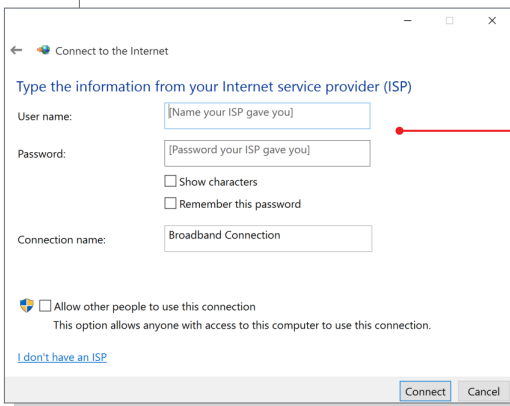 Connect to the Internet
Type the information from your Internet service provider (ISP)
User name:
[Name your ISP gave you]
Password:
[Password your ISP gave you]
Show characters
Remember this password
Connection name:
Broadband Connection
Allow other people to use this connection
This option allows anyone with access to this computer to use this connection.
I don't have an ISP
Connect
Cancel